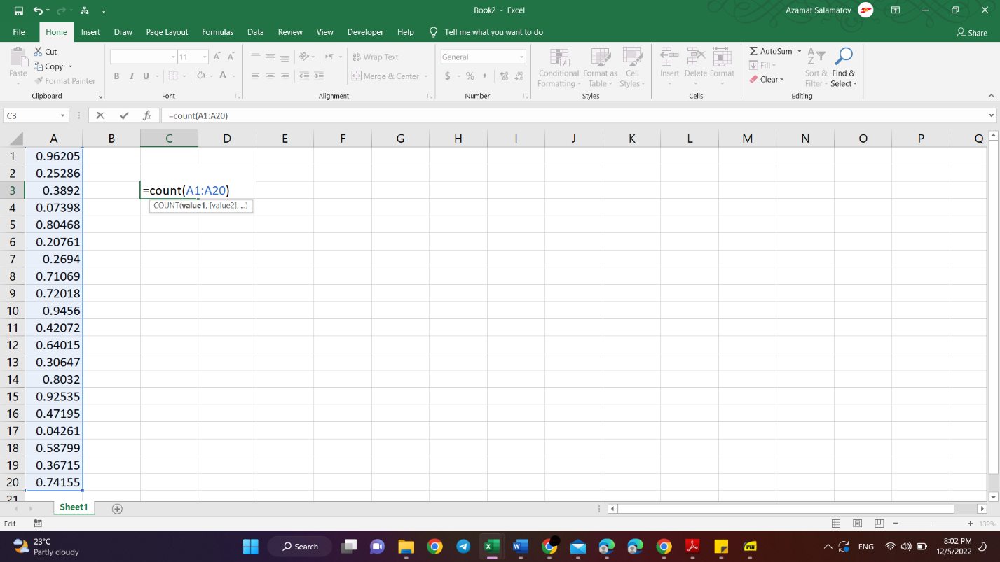 Book2 - Excel
Azamat Salamatov
File Home Insert Draw Page Layout Formulas Data Review View Developer Help Tell me what you want to do Share
Paste
Cut
Copy
Format Painter
Clipboard
11
B I U
Font
Wrap Text
Merge & Center
Alignment
General
$ % ,
Number
Conditional Formatting
Format as Table
Cell Styles
Styles
Insert Delete Format
Cells
AutoSum
Fill
Clear
Sort & Filter
Find & Select
Editing
C3
fx
=count(A1:A20)
A B C D E F G H I J K L M N O P Q
1 0.96205
2 0.25286
3 0.3892 =count(A1:A20)
COUNT(value1, [value2], ...)
4 0.07398
5 0.80468
6 0.20761
7 0.2694
8 0.71069
9 0.72018
10 0.9456
11 0.42072
12 0.64015
13 0.30647
14 0.8032
15 0.92535
16 0.47195
17 0.04261
18 0.58799
19 0.36715
20 0.74155
21
Sheet1
Edit
139%
23°C
Partly cloudy
Search
PDF
ENG
8:02 PM
12/5/2022